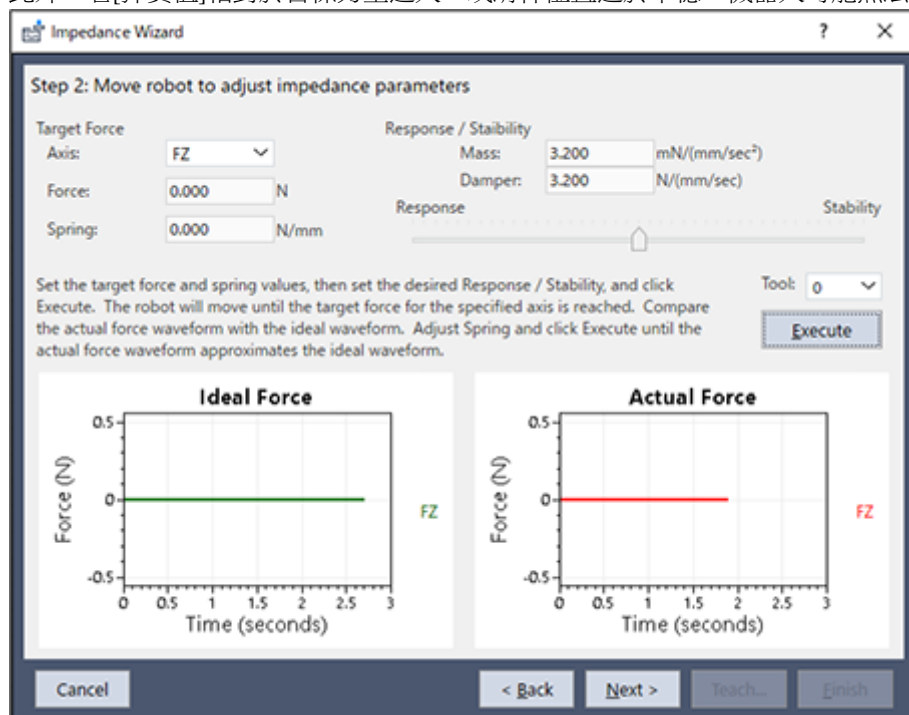 Impedance Wizard
? ×
Step 2: Move robot to adjust impedance parameters
Target Force
Response / Staibility
Axis: FZ
Mass: 3.200 mN/(mm/sec²)
Force: 0.000 N
Damper: 3.200 N/(mm/sec)
Response Stability
Spring: 0.000 N/mm
Set the target force and spring values, then set the desired Response / Stability, and click
Execute. The robot will move until the target force for the specified axis is reached. Compare
the actual force waveform with the ideal waveform. Adjust Spring and click Execute until the
actual force waveform approximates the ideal waveform.
Tool: 0
Execute
Ideal Force
0.5
0
-0.5
Force (N)
0 0.5 1 1.5 2 2.5 3
Time (seconds)
FZ
Actual Force
0.5
0
-0.5
Force (N)
0 0.5 1 1.5 2 2.5 3
Time (seconds)
FZ
Cancel < Back Next > Teach... Finish